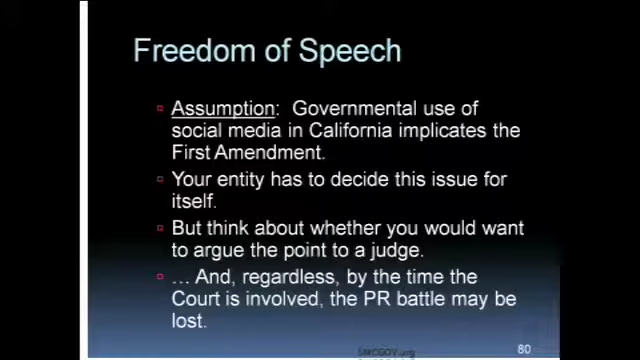 Freedom of Speech
Assumption: Governmental use of
social media in California implicates the
First Amendment.
Your entity has to decide this issue for
itself.
But think about whether you would want
to argue the point to a judge.
... And, regardless, by the time the
Court is involved, the PR battle may be
lost.
80